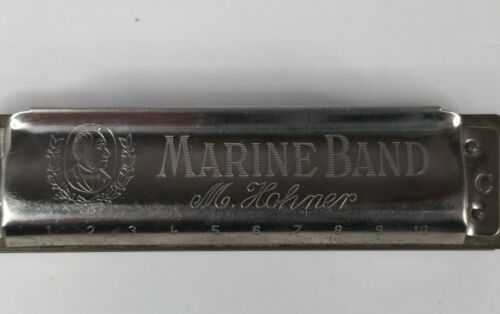 MARINE BAND
M. Hohner
C
1 2 3 4 5 6 7 8 9 10